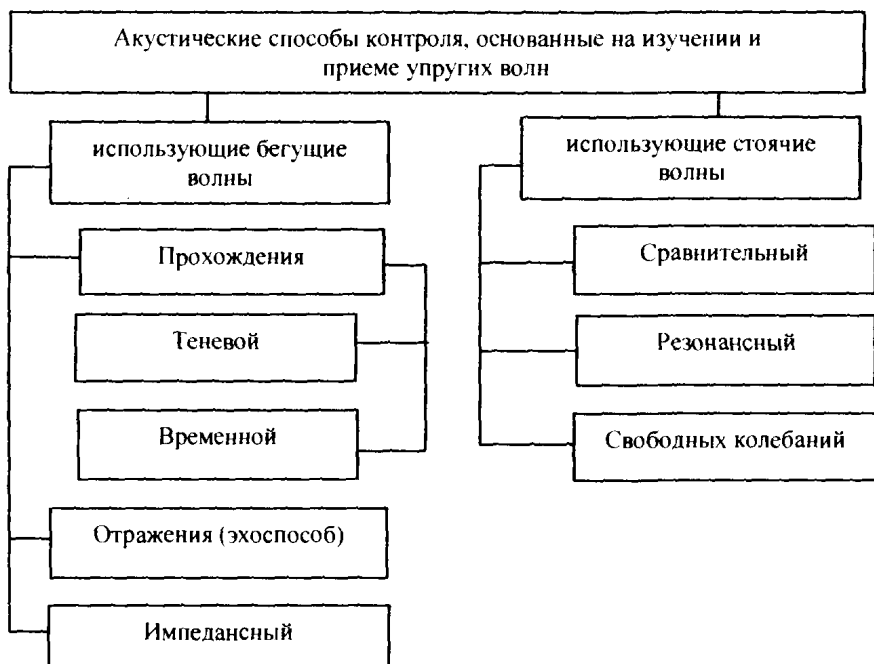 Акустические способы контроля, основанные на изучении и
приеме упругих волн
использующие бегущие
волны
Прохождения
Теневой
Временной
Отражения (эхоспособ)
Импедансный
использующие стоячие
волны
Сравнительный
Резонансный
Свободных колебаний